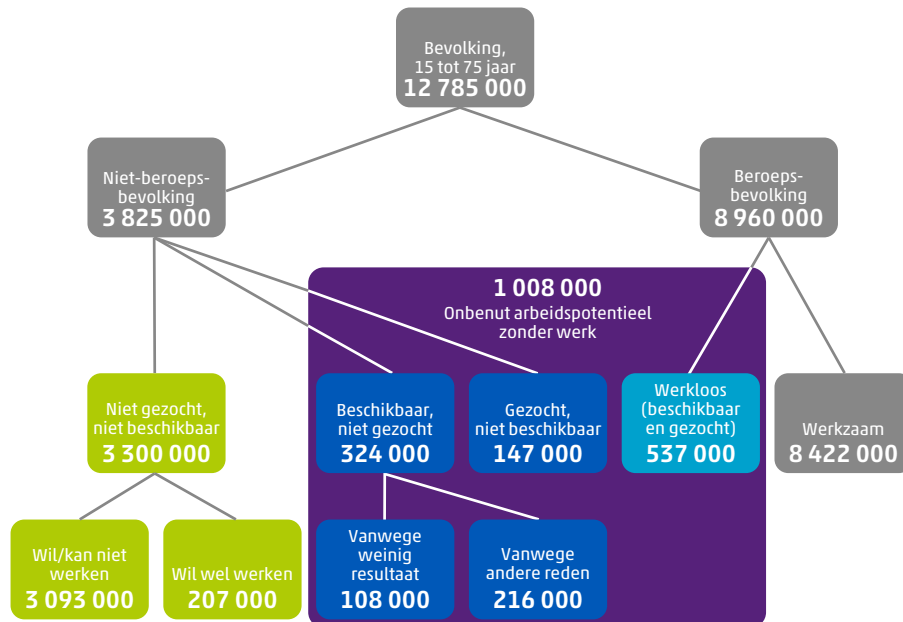 Bevolking,
15 tot 75 jaar
12 785 000
Niet-beroeps-
bevolking
3 825 000
Beroeps-
bevolking
8 960 000
1 008 000
Onbenut arbeidspotentieel
zonder werk
Niet gezocht,
niet beschikbaar
3 300 000
Beschikbaar,
niet gezocht
324 000
Gezocht,
niet beschikbaar
147 000
Werkloos
(beschikbaar
en gezocht)
537 000
Werkzaam
8 422 000
Wil/kan niet
werken
3 093 000
Wil wel werken
207 000
Vanwege
weinig
resultaat
108 000
Vanwege
andere reden
216 000